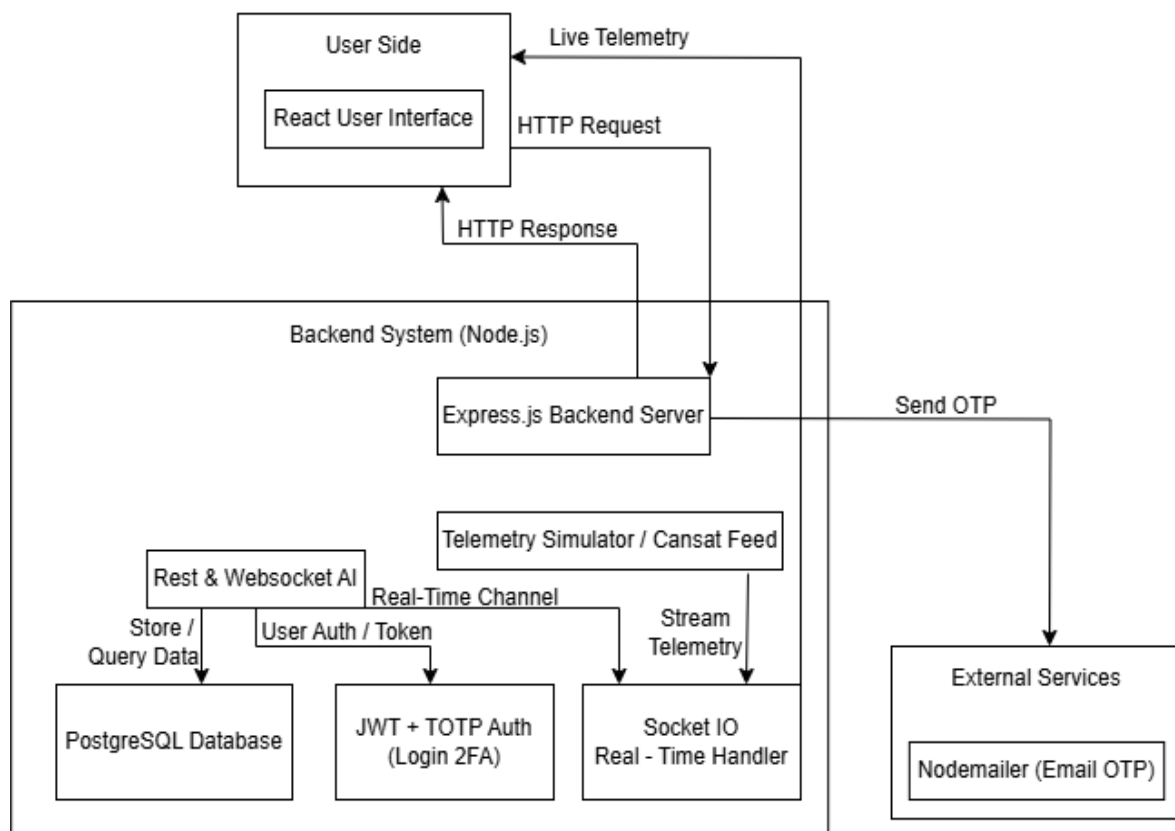 User Side
Live Telemetry
React User Interface
HTTP Request
HTTP Response
Backend System (Node.js)
Express.js Backend Server
Send OTP
Telemetry Simulator / Cansat Feed
Rest & Websocket AI
Real-Time Channel
Store /
Query Data
User Auth / Token
Stream
Telemetry
PostgreSQL Database
JWT + TOTP Auth
(Login 2FA)
Socket IO
Real - Time Handler
External Services
Nodemailer (Email OTP)